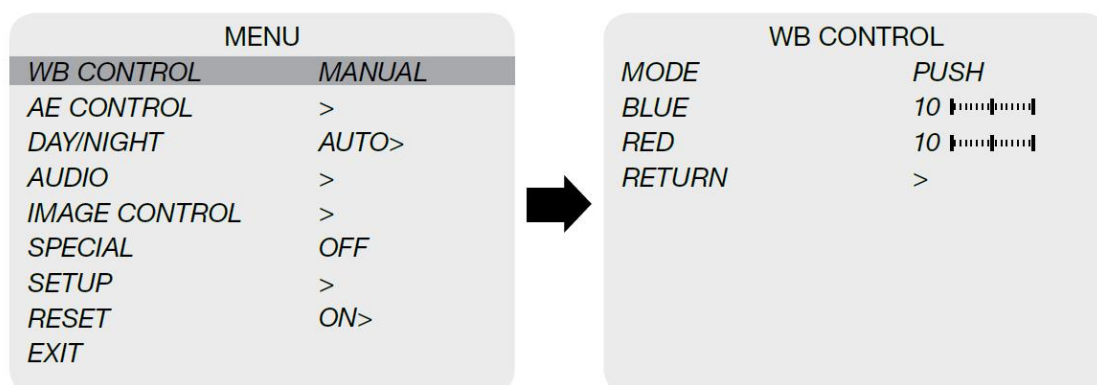 MENU
WB CONTROL MANUAL
AE CONTROL >
DAY/NIGHT AUTO>
AUDIO >
IMAGE CONTROL >
SPECIAL OFF
SETUP >
RESET ON>
EXIT
WB CONTROL
MODE PUSH
BLUE 10
RED 10
RETURN >